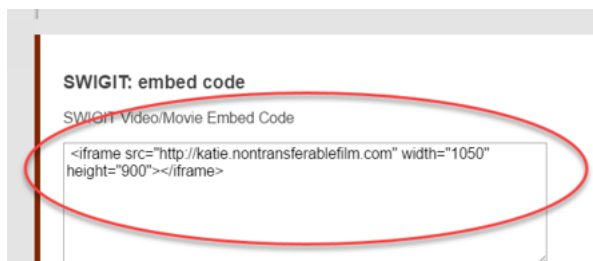 SWIGIT: embed code
SWIGIT Video/Movie Embed Code
<iframe src="http://katie.nontransferablefilm.com" width="1050"
height="900"></iframe>